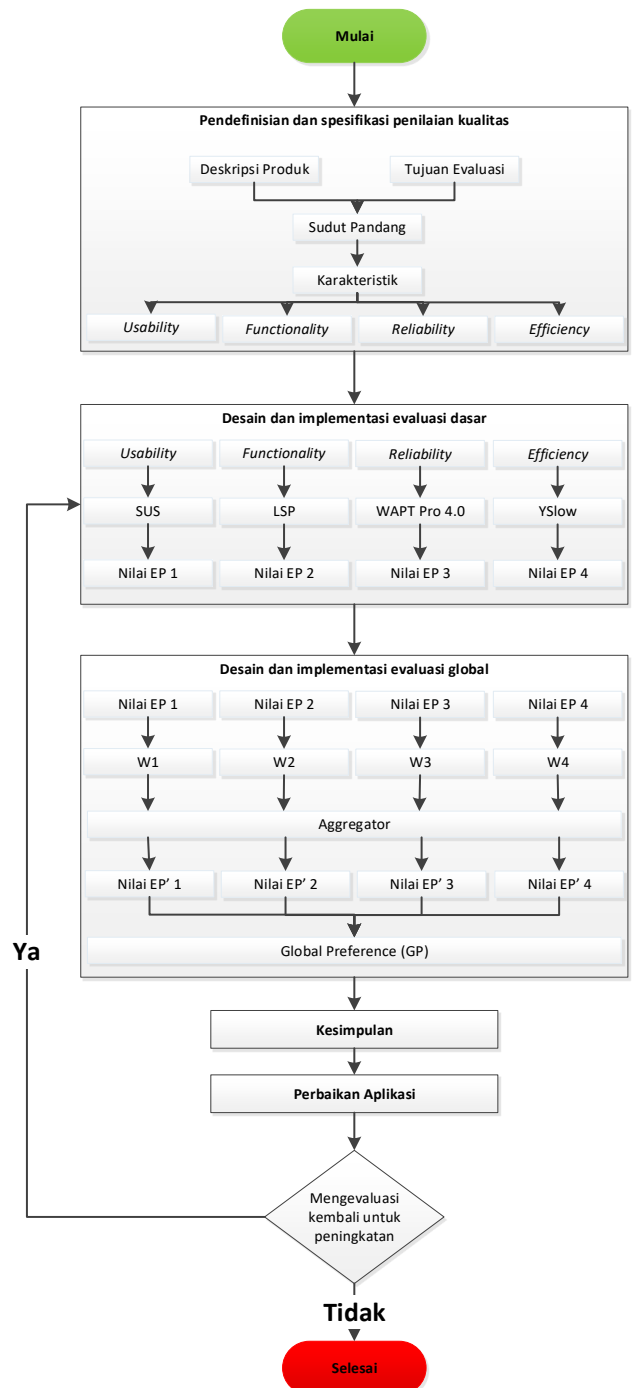 Mulai
Pendefinisian dan spesifikasi penilaian kualitas
Deskripsi Produk
Tujuan Evaluasi
Sudut Pandang
Karakteristik
Usability
Functionality
Reliability
Efficiency
Desain dan implementasi evaluasi dasar
Usability
Functionality
Reliability
Efficiency
SUS
LSP
WAPT Pro 4.0
YSlow
Nilai EP 1
Nilai EP 2
Nilai EP 3
Nilai EP 4
Desain dan implementasi evaluasi global
Nilai EP 1
Nilai EP 2
Nilai EP 3
Nilai EP 4
W1
W2
W3
W4
Aggregator
Nilai EP’ 1
Nilai EP’ 2
Nilai EP’ 3
Nilai EP’ 4
Ya
Global Preference (GP)
Kesimpulan
Perbaikan Aplikasi
Mengevaluasi
kembali untuk
peningkatan
Tidak
Selesai